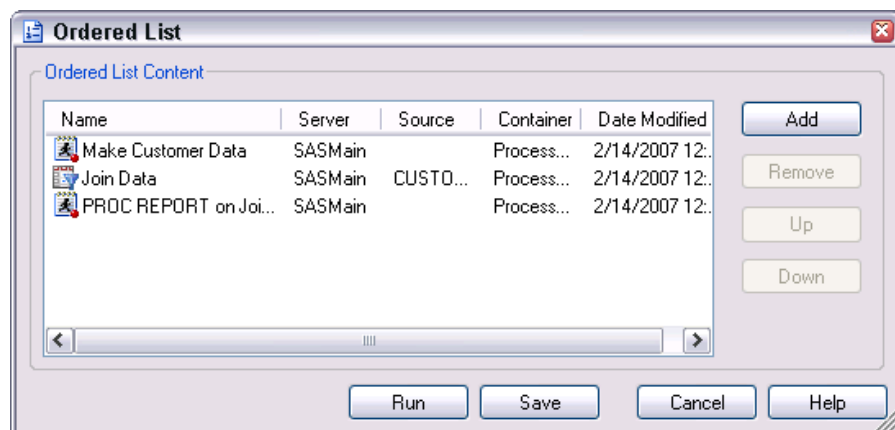 Ordered List
Ordered List Content
Name Server Source Container Date Modified
Make Customer Data SASMain Process... 2/14/2007 12:.
Join Data SASMain CUSTO... Process... 2/14/2007 12:.
PROC REPORT on Joi... SASMain Process... 2/14/2007 12:.
Add
Remove
Up
Down
Run Save Cancel Help